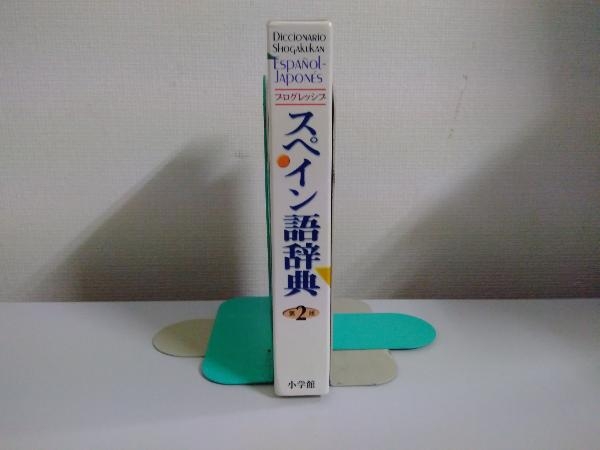 DICCIONARIO
SHOGAKUKAN
ESPAÑOL-
JAPONÉS
プログレッシブ
スペイン語辞典
第2版
小学館